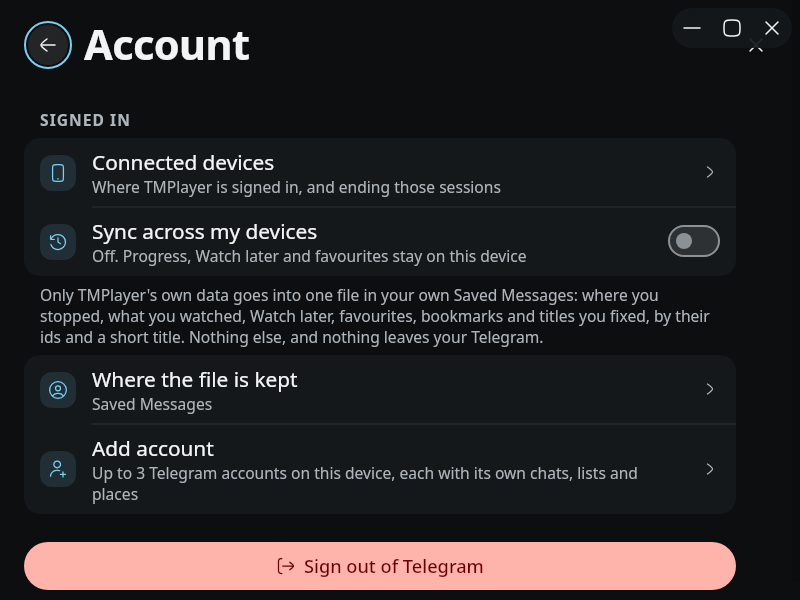 Account
SIGNED IN
Connected devices
Where TMPlayer is signed in, and ending those sessions
Sync across my devices
Off. Progress, Watch later and favourites stay on this device
Only TMPlayer's own data goes into one file in your own Saved Messages: where you
stopped, what you watched, Watch later, favourites, bookmarks and titles you fixed, by their
ids and a short title. Nothing else, and nothing leaves your Telegram.
Where the file is kept
Saved Messages
Add account
Up to 3 Telegram accounts on this device, each with its own chats, lists and
places
Sign out of Telegram